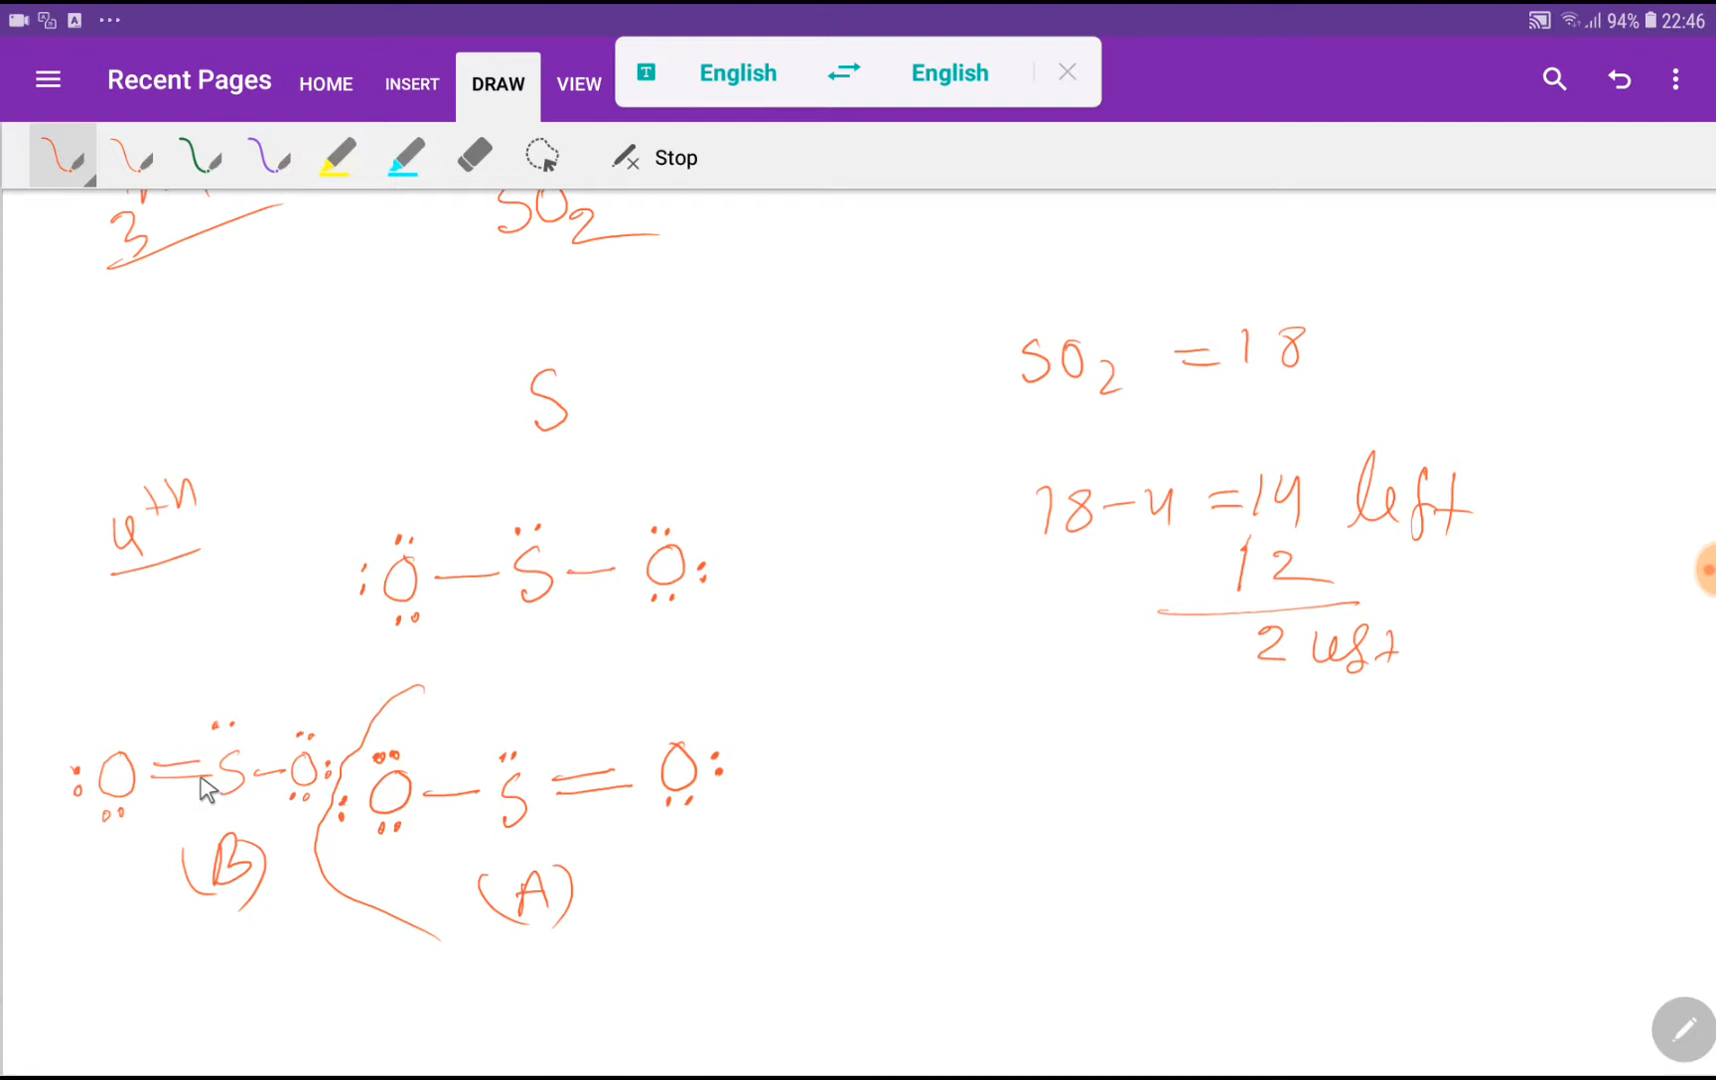 94% 22:46
Recent Pages HOME INSERT DRAW VIEW English English
Stop
3
SO2
SO2 = 18
S
4th
18 - 4 = 14 left
12
2 left
O — S — O
O = S — O
O — S = O
(B)
(A)